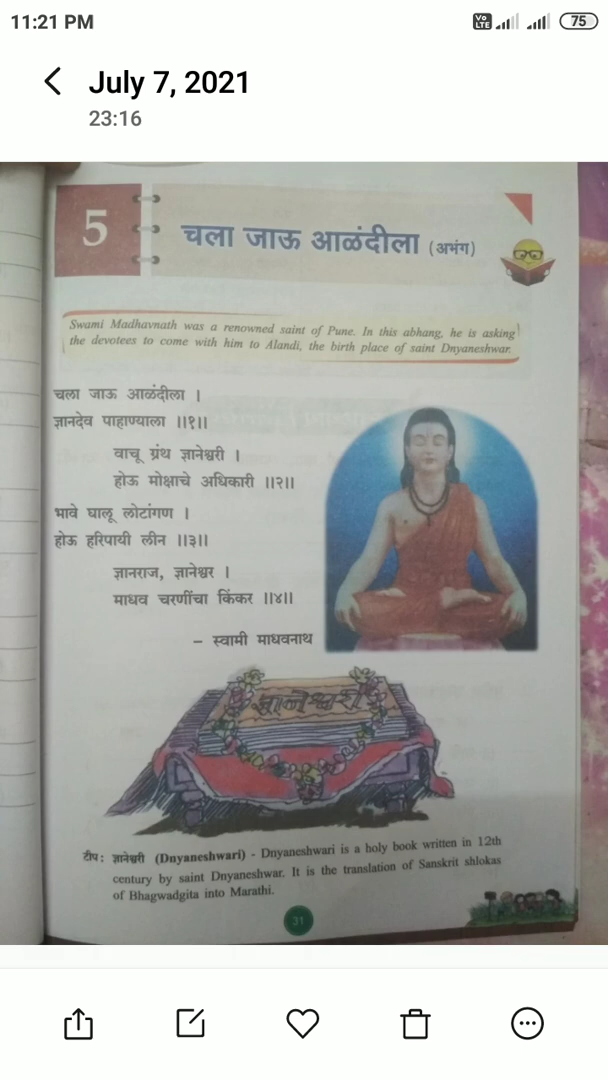 11:21 PM
Vo LTE
75
July 7, 2021
23:16
5
चला जाऊ आळंदीला (अभंग)
Swami Madhavnath was a renowned saint of Pune. In this abhang, he is asking
the devotees to come with him to Alandi, the birth place of saint Dnyaneshwar.
चला जाऊ आळंदीला ।
ज्ञानदेव पाहाण्याला ॥१॥
वाचू ग्रंथ ज्ञानेश्वरी ।
होऊ मोक्षाचे अधिकारी ॥२॥
भावे घालू लोटांगण ।
होऊ हरिपायी लीन ॥३॥
ज्ञानराज, ज्ञानेश्वर ।
माधव चरणींचा किंकर ॥४॥
– स्वामी माधवनाथ
ज्ञानेश्वरी
टीप: ज्ञानेश्वरी (Dnyaneshwari) - Dnyaneshwari is a holy book written in 12th
century by saint Dnyaneshwar. It is the translation of Sanskrit shlokas
of Bhagwadgita into Marathi.
31